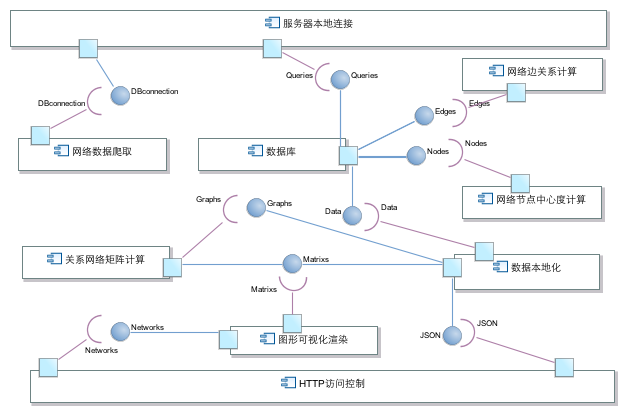 服务器本地连接
Queries
Queries
网络边关系计算
DBconnection
DBconnection
Edges
Edges
网络数据爬取
数据库
Nodes
Nodes
网络节点中心度计算
Graphs
Graphs
Data
Data
关系网络矩阵计算
Matrixs
数据本地化
Matrixs
Networks
Networks
图形可视化渲染
JSON
JSON
HTTP访问控制